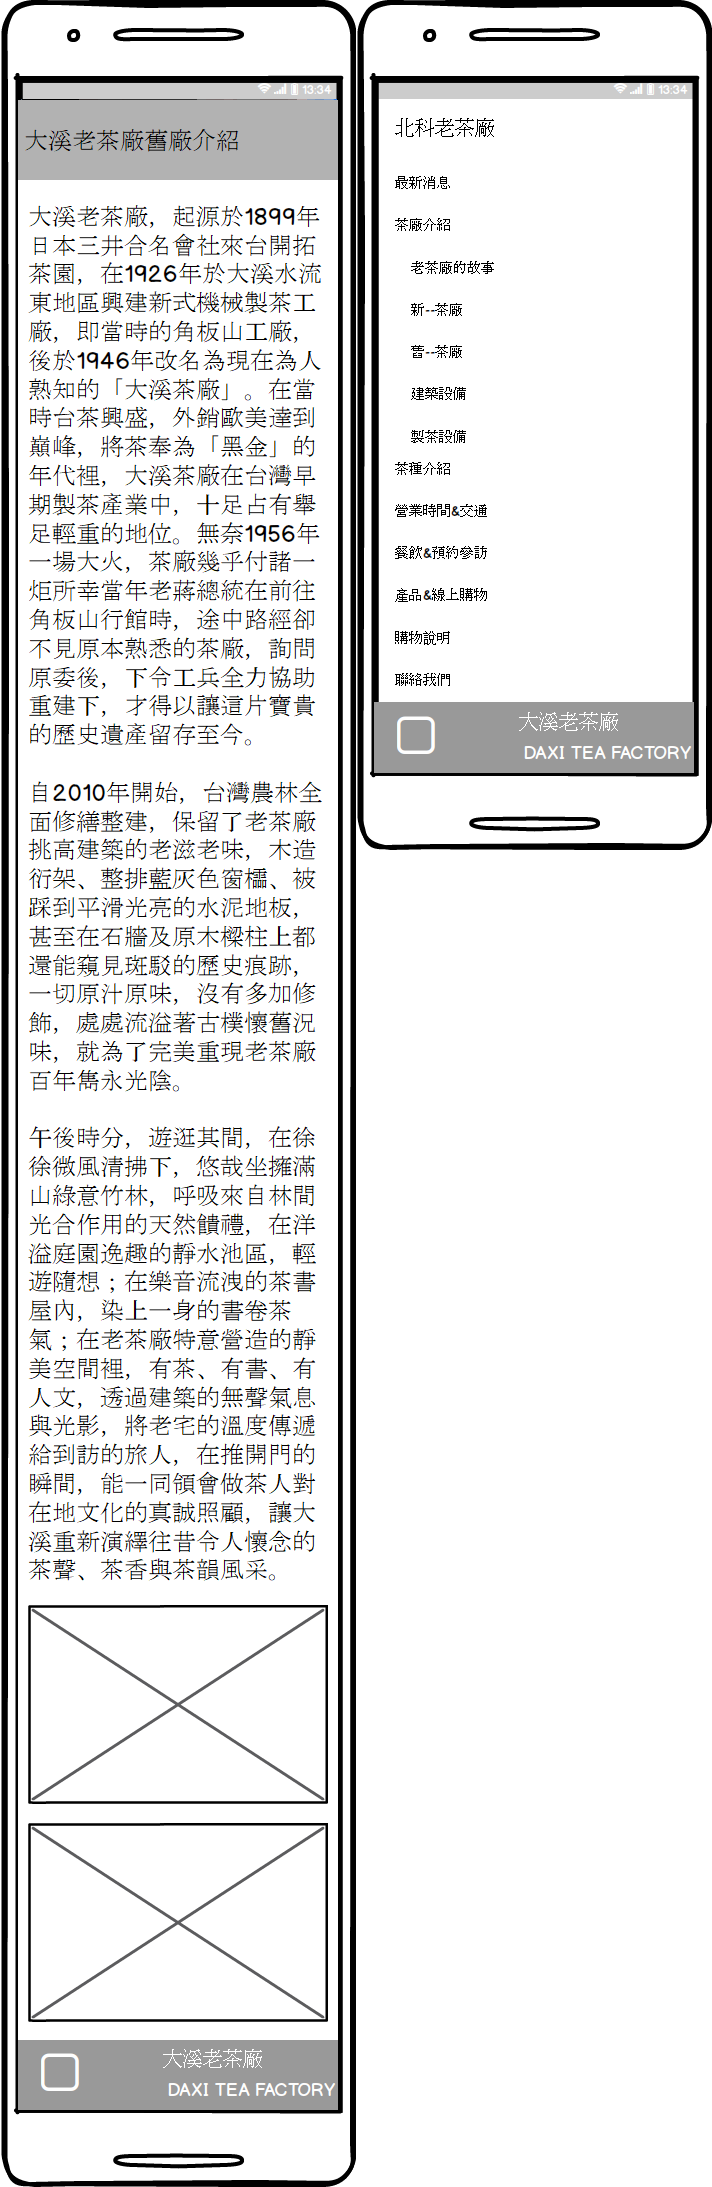 13:34
大溪老茶廠舊廠介紹
大溪老茶廠，起源於1899年
日本三井合名會社來台開拓
茶園，在1926年於大溪水流
東地區興建新式機械製茶工
廠，即當時的角板山工廠，
後於1946年改名為現在為人
熟知的「大溪茶廠」。在當
時台茶興盛，外銷歐美達到
巔峰，將茶奉為「黑金」的
年代裡，大溪茶廠在台灣早
期製茶產業中，十足占有舉
足輕重的地位。無奈1956年
一場大火，茶廠幾乎付諸一
炬所幸當年老蔣總統在前往
角板山行館時，途中路經卻
不見原本熟悉的茶廠，詢問
原委後，下令工兵全力協助
重建下，才得以讓這片寶貴
的歷史遺產留存至今。
自2010年開始，台灣農林全
面修繕整建，保留了老茶廠
挑高建築的老滋老味，木造
衍架、整排藍灰色窗櫺、被
踩到平滑光亮的水泥地板，
甚至在石牆及原木樑柱上都
還能窺見斑駁的歷史痕跡，
一切原汁原味，沒有多加修
飾，處處流溢著古樸懷舊況
味，就為了完美重現老茶廠
百年雋永光陰。
午後時分，遊逛其間，在徐
徐微風清拂下，悠哉坐擁滿
山綠意竹林，呼吸來自林間
光合作用的天然饋禮，在洋
溢庭園逸趣的靜水池區，輕
遊隨想；在樂音流洩的茶書
屋內，染上一身的書卷茶
氣；在老茶廠特意營造的靜
美空間裡，有茶、有書、有
人文，透過建築的無聲氣息
與光影，將老宅的溫度傳遞
給到訪的旅人，在推開門的
瞬間，能一同領會做茶人對
在地文化的真誠照顧，讓大
溪重新演繹往昔令人懷念的
茶聲、茶香與茶韻風采。
大溪老茶廠
DAXI TEA FACTORY
13:34
北科老茶廠
最新消息
茶廠介紹
老茶廠的故事
新--茶廠
舊--茶廠
建築設備
製茶設備
茶種介紹
營業時間&交通
餐飲&預約參訪
產品&線上購物
購物說明
聯絡我們
大溪老茶廠
DAXI TEA FACTORY